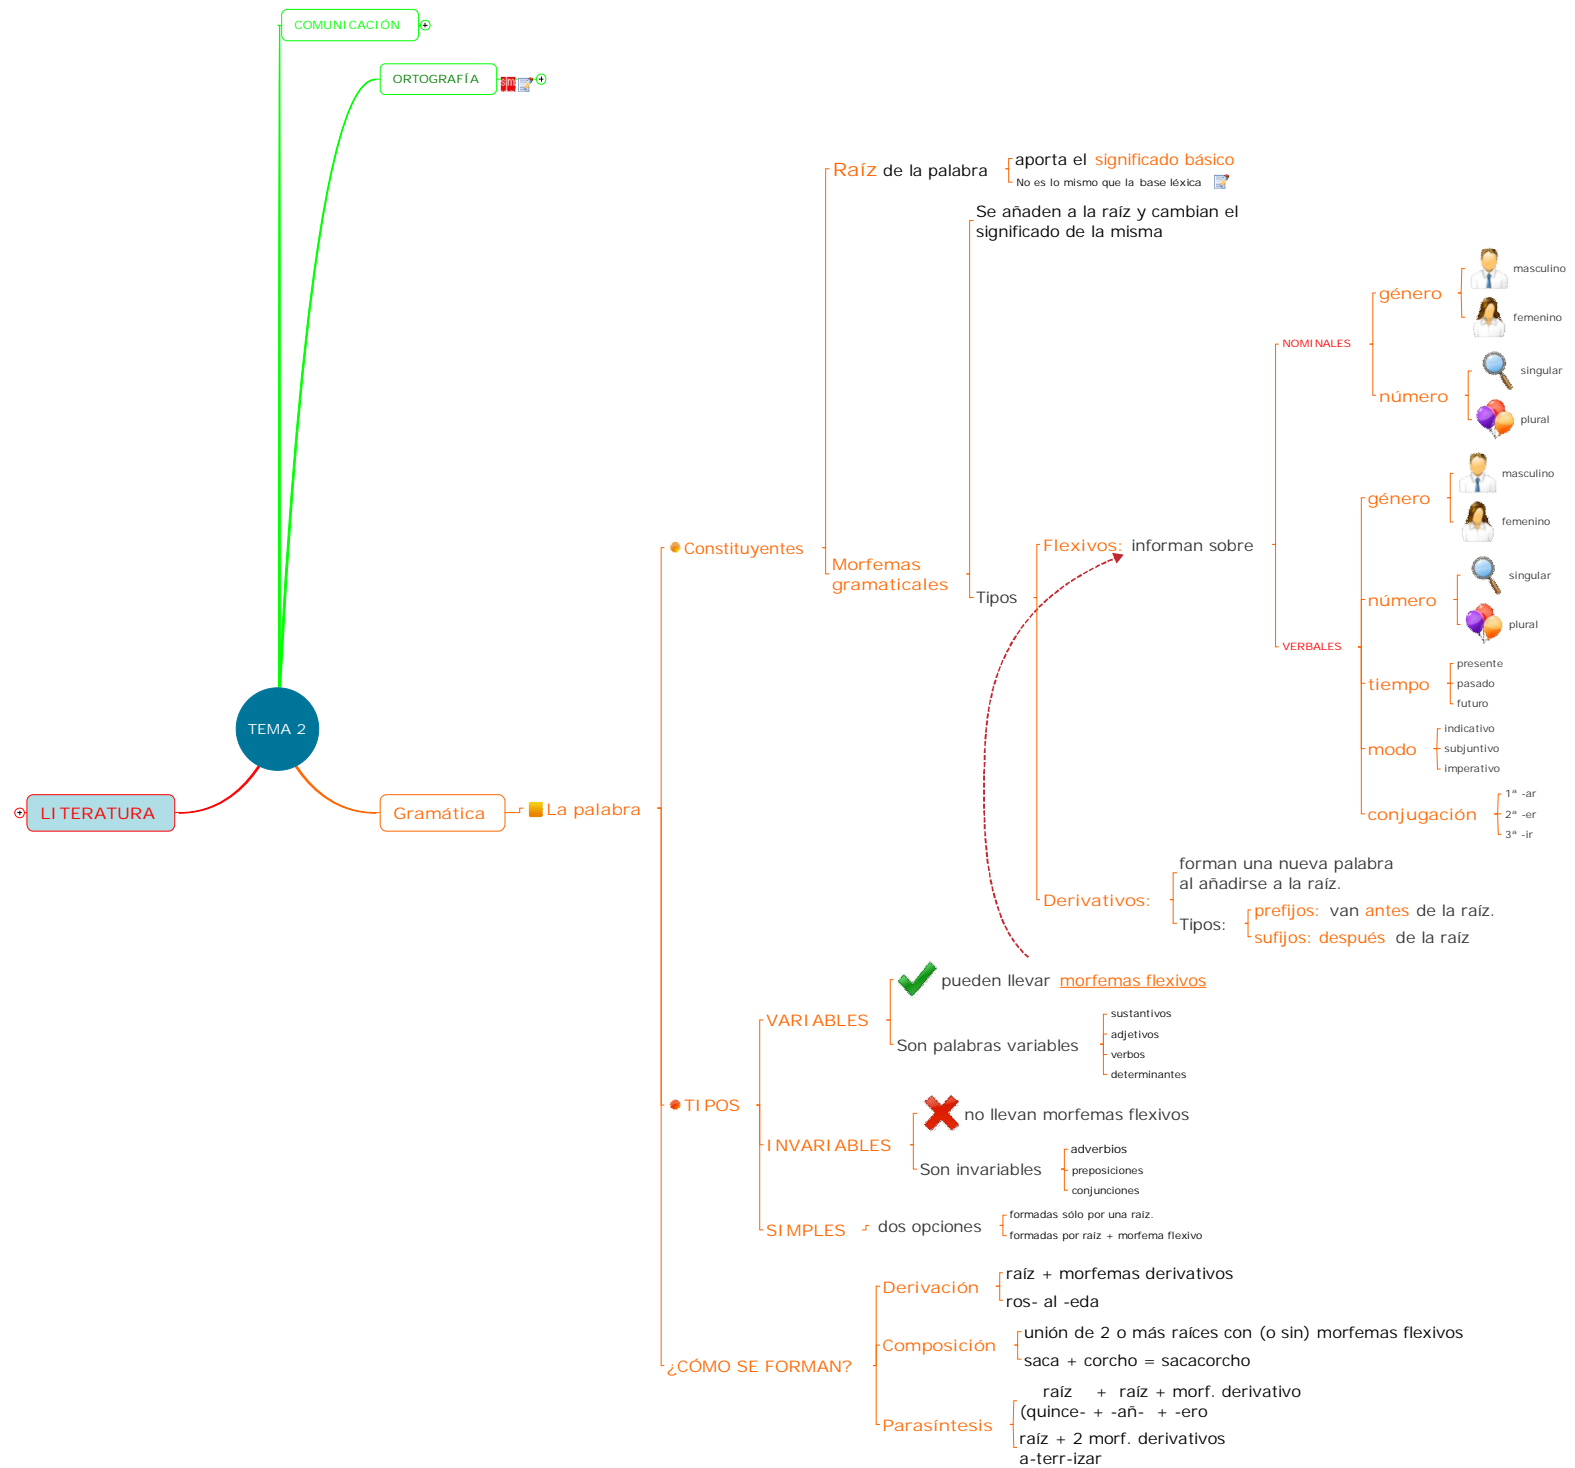 COMUNICACIÓN
ORTOGRAFÍA
TEMA 2
LITERATURA
Gramática
La palabra
Constituyentes
Raíz de la palabra
aporta el significado básico
No es lo mismo que la base léxica
Morfemas
gramaticales
Se añaden a la raíz y cambian el
significado de la misma
Tipos
Flexivos: informan sobre
NOMINALES
género
masculino
femenino
número
singular
plural
VERBALES
género
masculino
femenino
número
singular
plural
tiempo
presente
pasado
futuro
modo
indicativo
subjuntivo
imperativo
conjugación
1ª -ar
2ª -er
3ª -ir
Derivativos:
forman una nueva palabra
al añadirse a la raíz.
Tipos:
prefijos: van antes de la raíz.
sufijos: después de la raíz
TIPOS
VARIABLES
pueden llevar morfemas flexivos
Son palabras variables
sustantivos
adjetivos
verbos
determinantes
INVARIABLES
no llevan morfemas flexivos
Son invariables
adverbios
preposiciones
conjunciones
SIMPLES
dos opciones
formadas sólo por una raíz.
formadas por raíz + morfema flexivo
¿CÓMO SE FORMAN?
Derivación
raíz + morfemas derivativos
ros- al -eda
Composición
unión de 2 o más raíces con (o sin) morfemas flexivos
saca + corcho = sacacorcho
Parasíntesis
raíz + raíz + morf. derivativo
(quince- + -añ- + -ero
raíz + 2 morf. derivativos
a-terr-izar